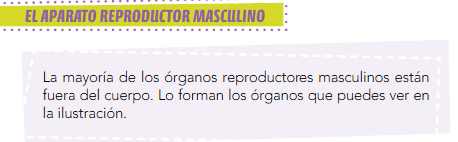 EL APARATO REPRODUCTOR MASCULINO
La mayoría de los órganos reproductores masculinos están
fuera del cuerpo. Lo forman los órganos que puedes ver en
la ilustración.